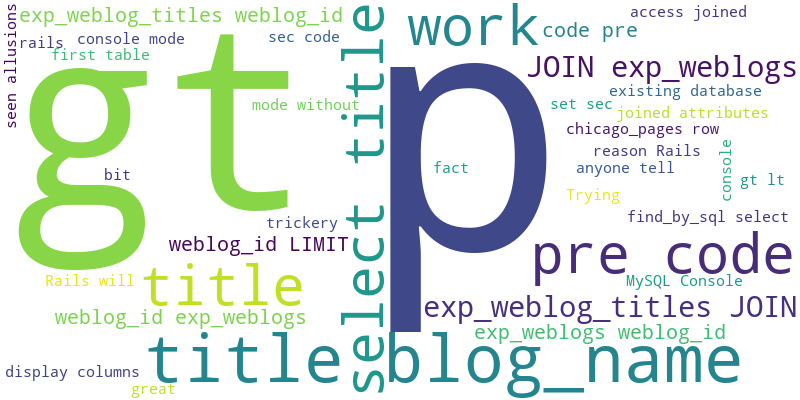 exp_weblog_titles weblog_id
rails
console mode
sec code
first table
seen allusions
gt
mode without
bit
trickery
weblog_id LIMIT
Rails will
title
weblog_id exp_weblogs
title
display columns
great
select title
p
work
code pre
access joined
JOIN exp_weblogs
existing database
set sec
joined attributes
chicago_pages row
reason Rails
anyone tell
fact
console
gt lt
Trying
find_by_sql select
pre code
MySQL Console
exp_weblog_titles JOIN
exp_weblogs weblog_id
blog_name